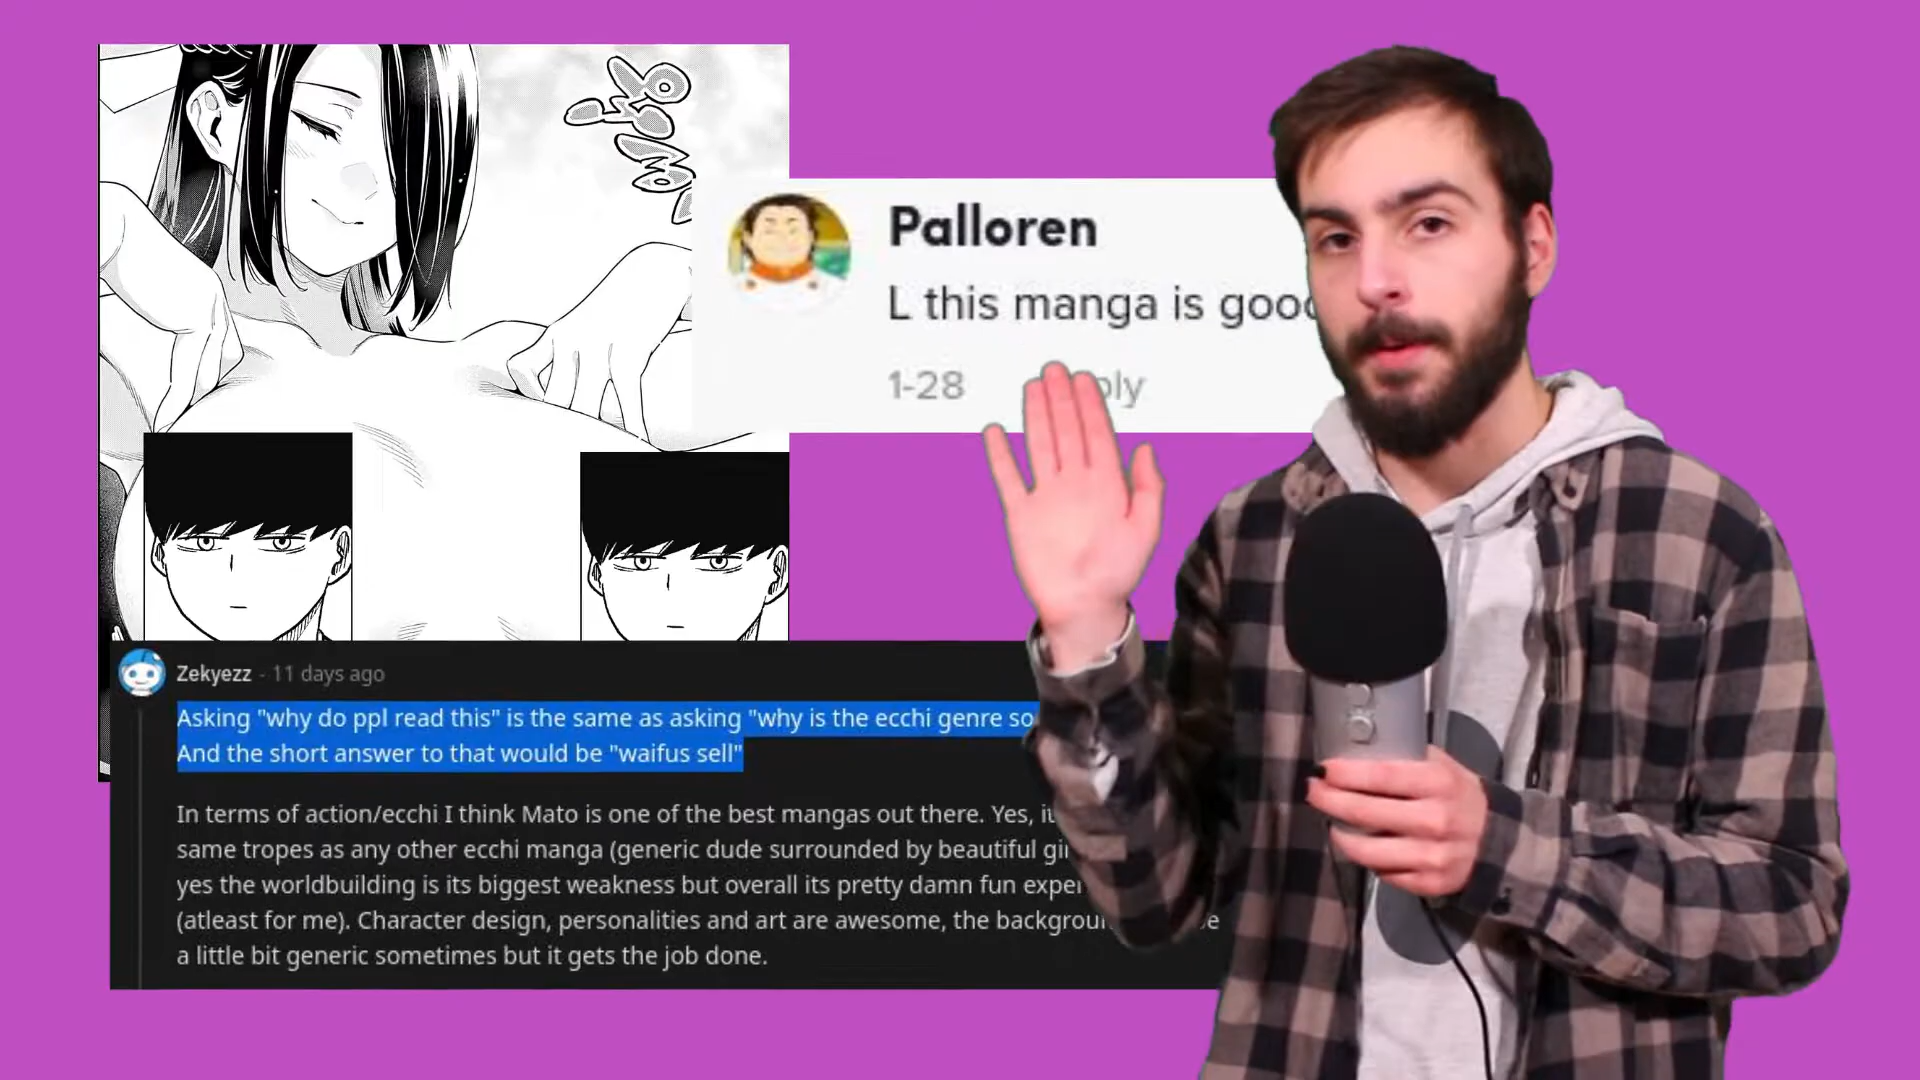 Palloren
L this manga is good
1-28
Zekyezz - 11 days ago
Asking "why do ppl read this" is the same as asking "why is the ecchi genre so
And the short answer to that would be "waifus sell"
In terms of action/ecchi I think Mato is one of the best mangas out there. Yes, it
same tropes as any other ecchi manga (generic dude surrounded by beautiful
yes the worldbuilding is its biggest weakness but overall its pretty damn fun
(atleast for me). Character design, personalities and art are awesome, the
a little bit generic sometimes but it gets the job done.